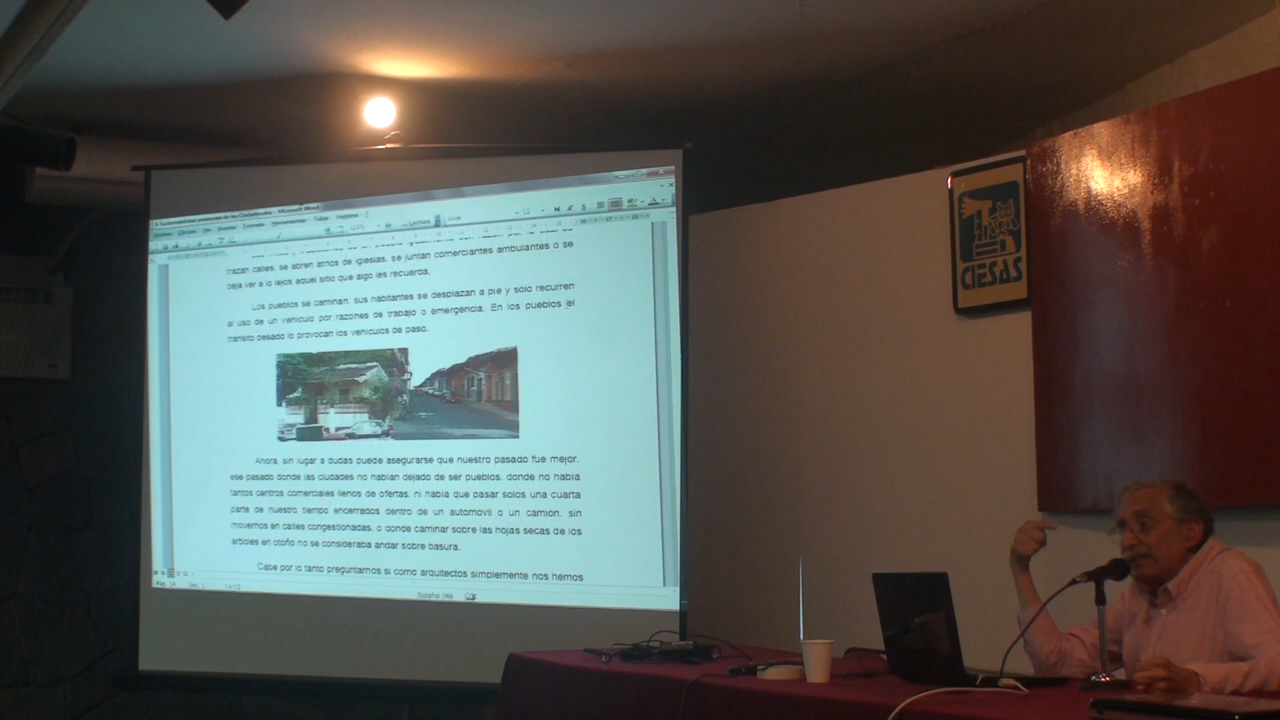 Microsoft Word
trazan calles, se abren atrios de iglesias, se juntan comerciantes ambulantes o se
deja ver a lo lejos aquel sitio que algo les recuerda.
Los pueblos se caminan, sus habitantes se desplazan a pie y solo recurren
al uso de un vehículo por razones de trabajo o emergencia. En los pueblos el
transito pesado lo provocan los vehículos de paso.
Ahora, sin lugar a dudas puede asegurarse que nuestro pasado fue mejor,
ese pasado donde las ciudades no habían dejado de ser pueblos, donde no había
tantos centros comerciales llenos de ofertas, ni había que pasar solos una cuarta
parte de nuestro tiempo encerrados dentro de un automóvil o un camión, sin
movernos en calles congestionadas, o donde caminar sobre las hojas secas de los
árboles en otoño no se consideraba andar sobre basura.
Cabe por lo tanto preguntarnos si como arquitectos simplemente nos hemos
CIESAS